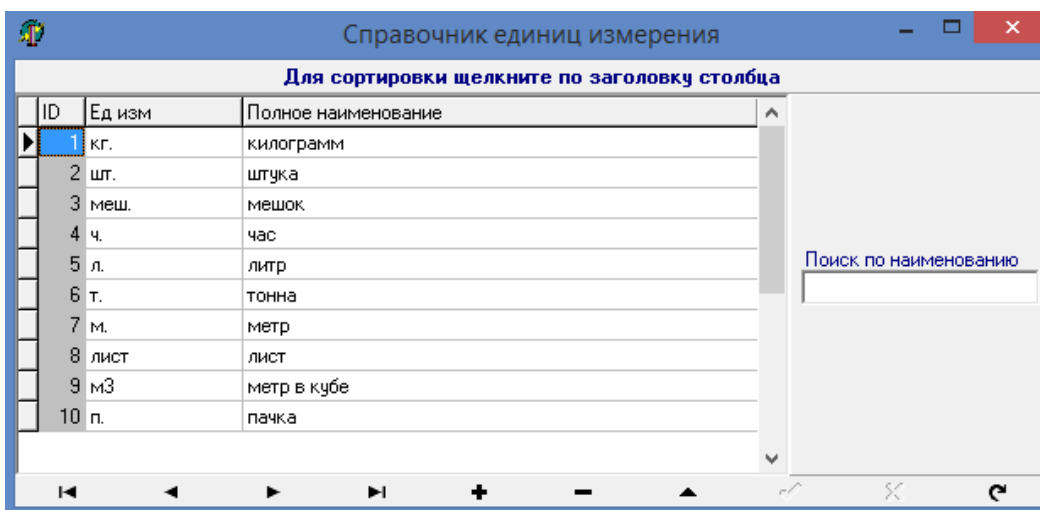 Справочник единиц измерения
Для сортировки щелкните по заголовку столбца
ID Ед изм Полное наименование
1 кг. килограмм
2 шт. штука
3 меш. мешок
4 ч. час
5 л. литр
Поиск по наименованию
6 т. тонна
7 м. метр
8 лист лист
9 м3 метр в кубе
10 п. пачка